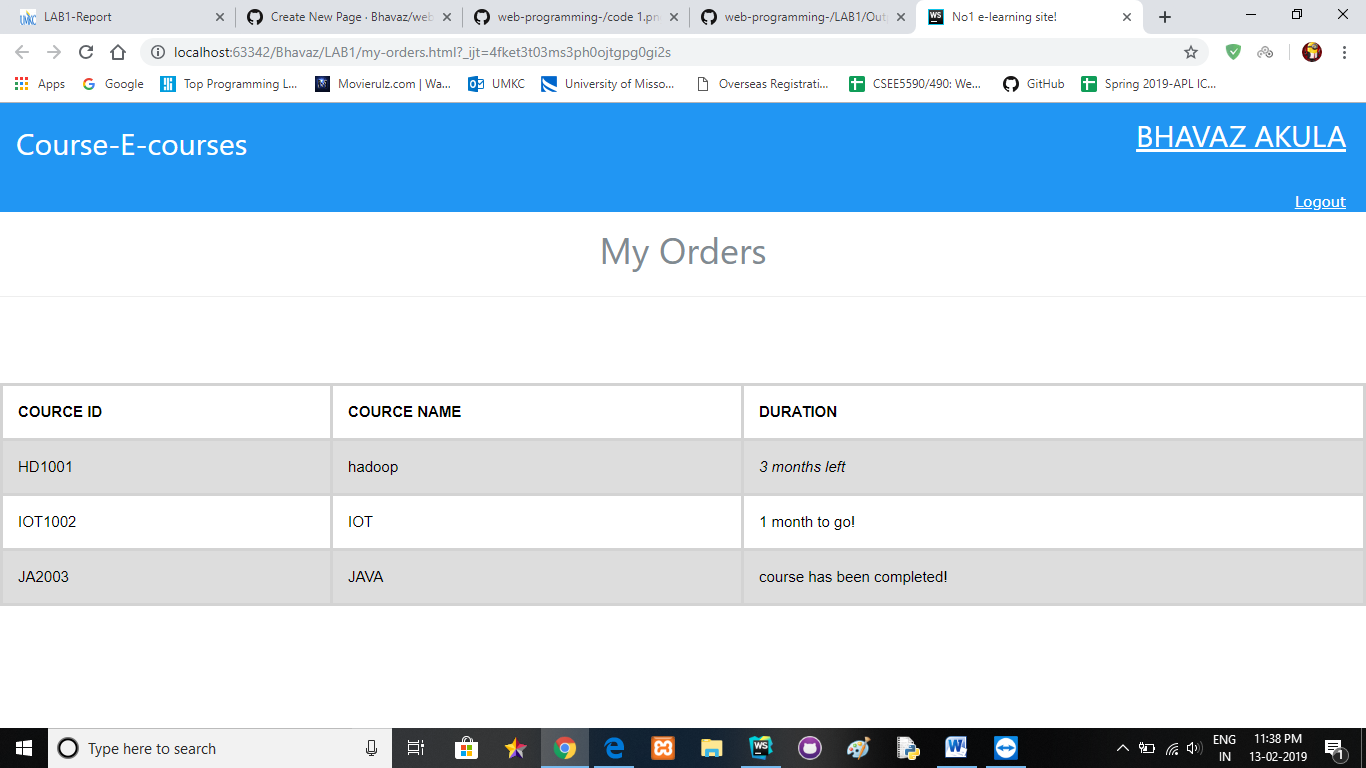 LAB1-Report
Create New Page · Bhavaz/web
web-programming-/code 1.pn
web-programming-/LAB1/Out
No1 e-learning site!
localhost:63342/Bhavaz/LAB1/my-orders.html?_ijt=4fket3t03ms3ph0ojtgpg0gi2s
Apps Google Top Programming L... Movierulz.com | Wa... UMKC University of Misso... Overseas Registrati... CSEE5590/490: We... GitHub Spring 2019-APL IC...
Course-E-courses
BHAVAZ AKULA
Logout
My Orders
COURCE ID COURCE NAME DURATION
HD1001 hadoop 3 months left
IOT1002 IOT 1 month to go!
JA2003 JAVA course has been completed!
Type here to search
ENG
IN
11:38 PM
13-02-2019
1